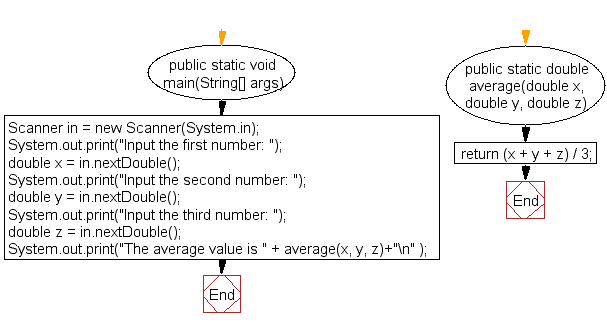 public static void
main(String[] args)
Scanner in = new Scanner(System.in);
System.out.print("Input the first number: ");
double x = in.nextDouble();
System.out.print("Input the second number: ");
double y = in.nextDouble();
System.out.print("Input the third number: ");
double z = in.nextDouble();
System.out.print("The average value is " + average(x, y, z)+"\n" );
End
public static double
average(double x,
double y, double z)
return (x + y + z) / 3;
End